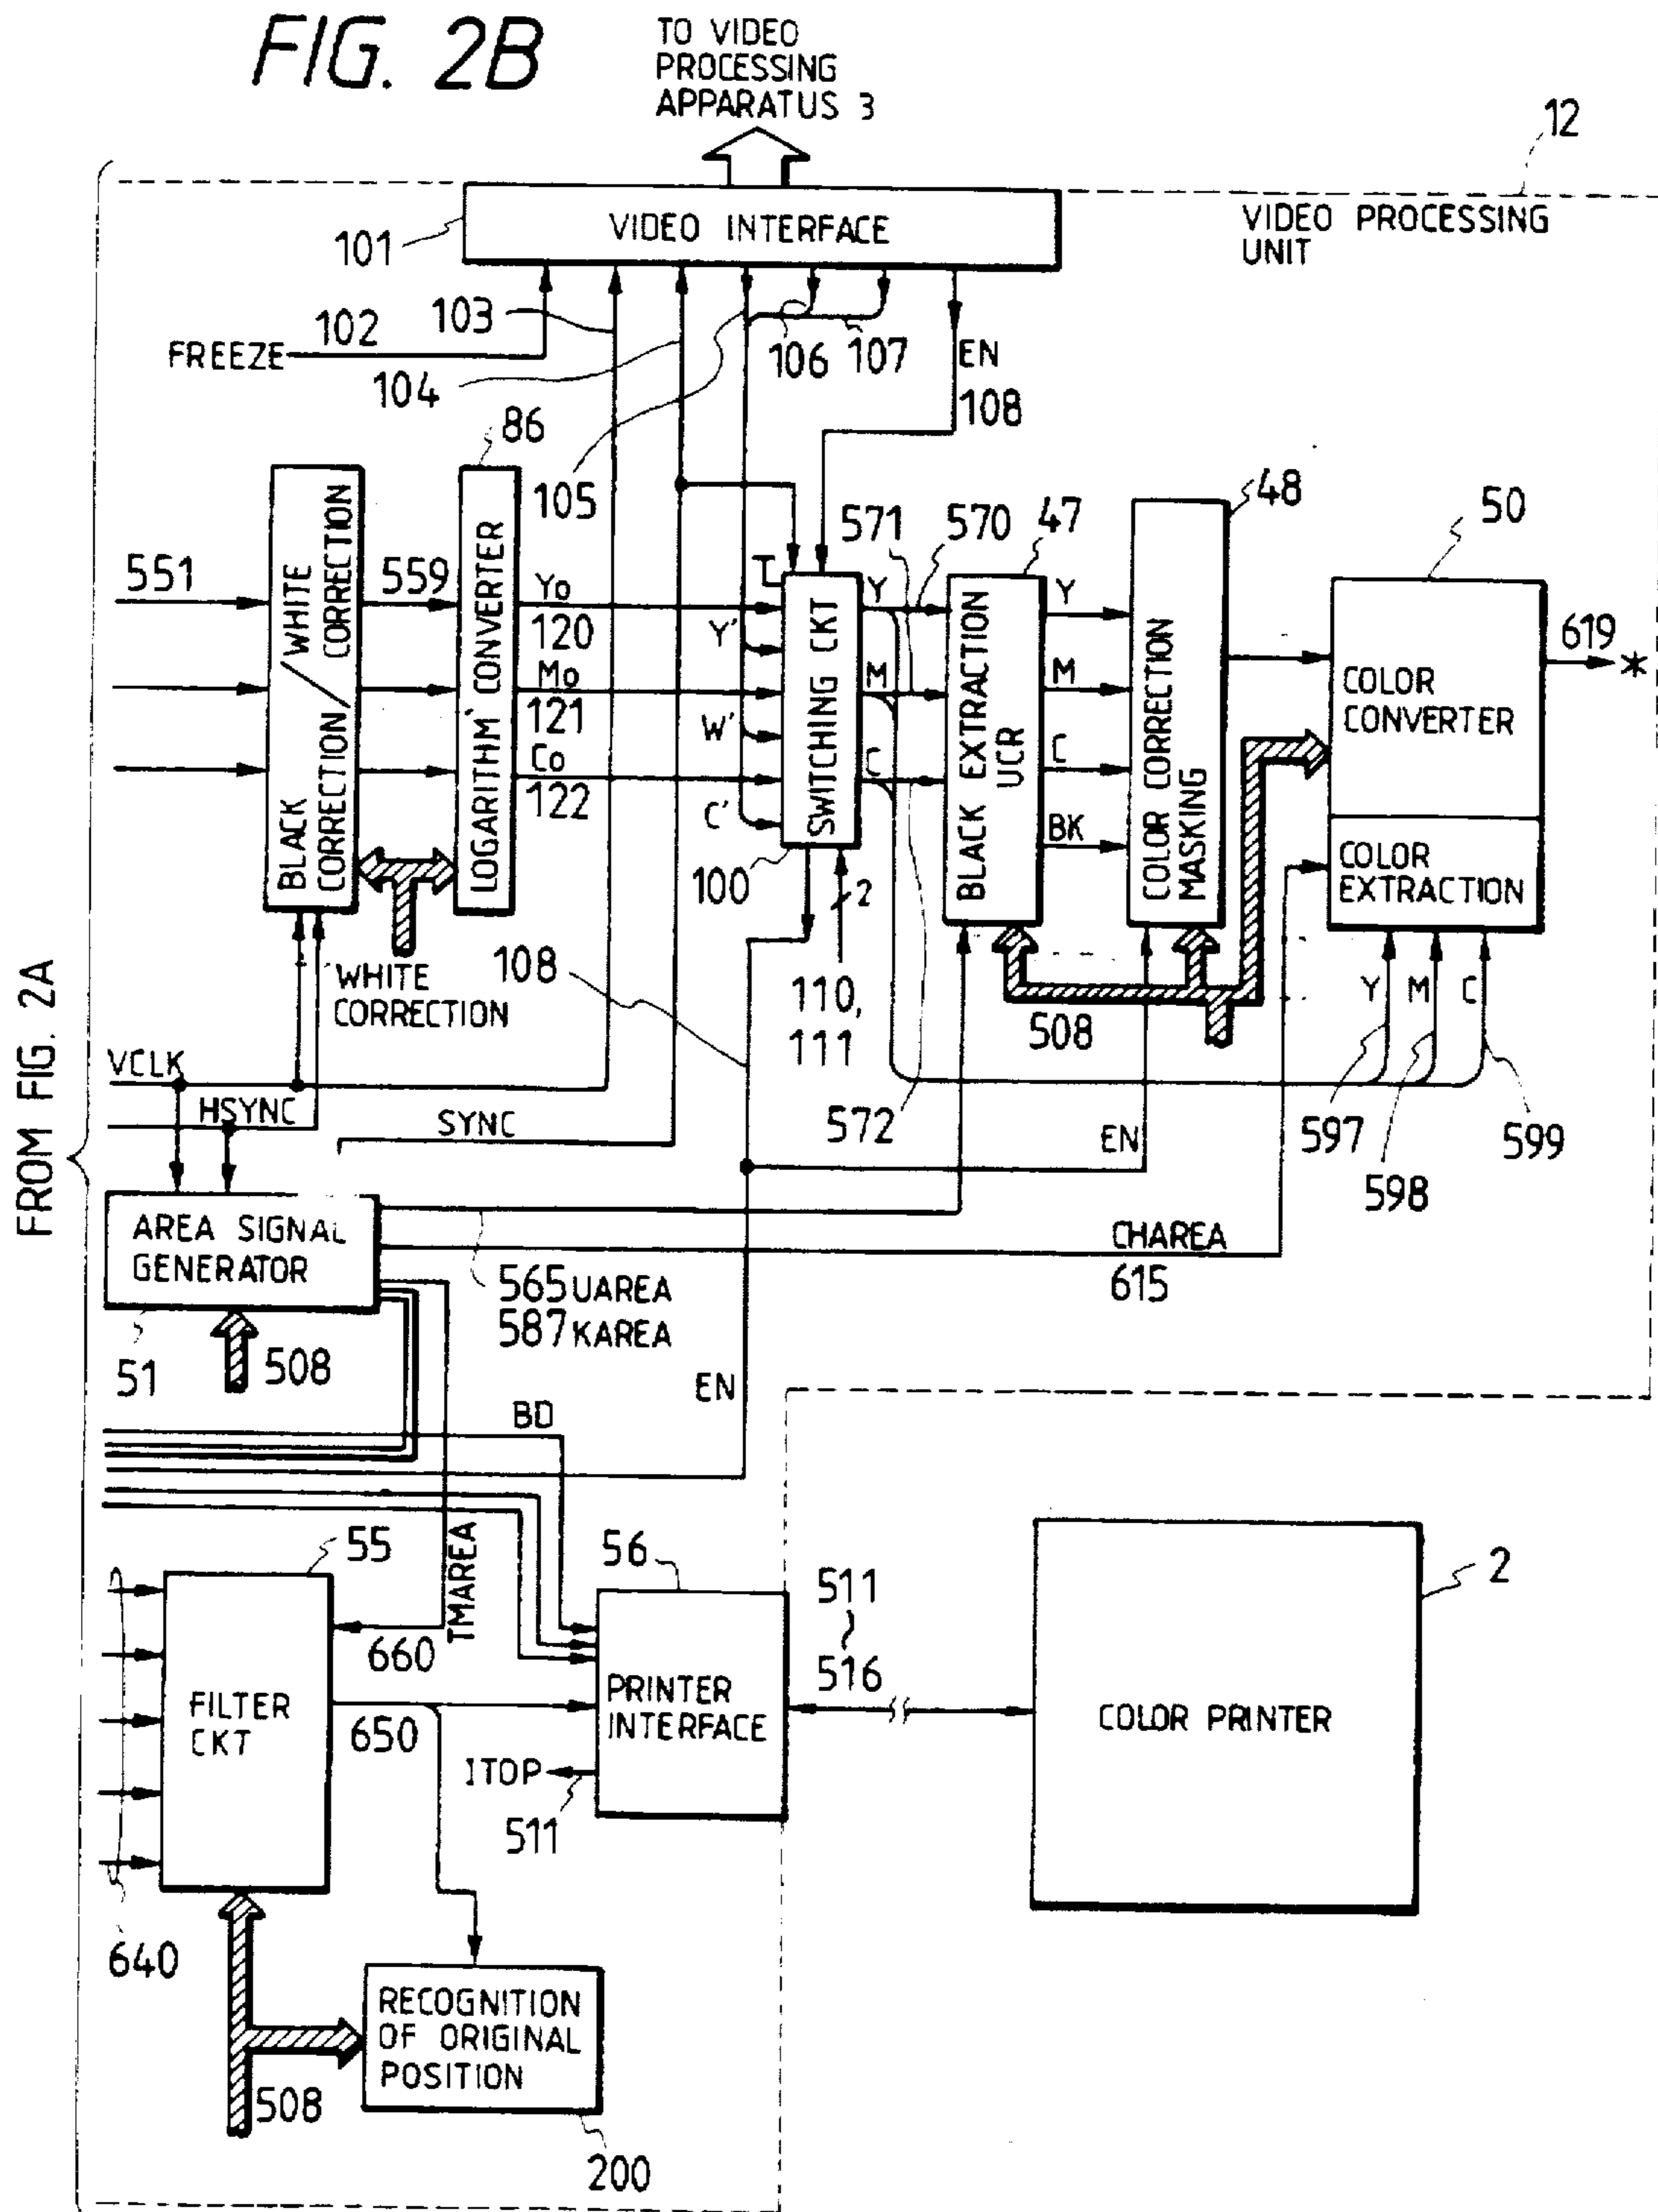 FIG. 2B
TO VIDEO
PROCESSING
APPARATUS 3
12
VIDEO INTERFACE
VIDEO PROCESSING
UNIT
101
102
103
FREEZE
104
106
107
EN
108
86
105
571
570
47
48
50
551
BLACK / WHITE
CORRECTION / CORRECTION
559
LOGARITHM CONVERTER
Yo
120
Mo
121
Co
122
Y'
W'
C'
SWITCHING CKT
Y
M
C
BLACK EXTRACTION
UCR
Y
M
C
BK
COLOR CORRECTION
MASKING
COLOR
CONVERTER
619
*
COLOR
EXTRACTION
100
2
WHITE
CORRECTION
108
110,
111
508
Y
M
C
FROM FIG. 2A
VCLK
HSYNC
SYNC
572
EN
597
598
599
AREA SIGNAL
GENERATOR
CHAREA
615
565 UAREA
587 KAREA
51
508
EN
BD
TMAREA
55
56
511
516
2
660
FILTER
CKT
650
PRINTER
INTERFACE
COLOR PRINTER
ITOP
511
640
RECOGNITION
OF ORIGINAL
POSITION
508
200